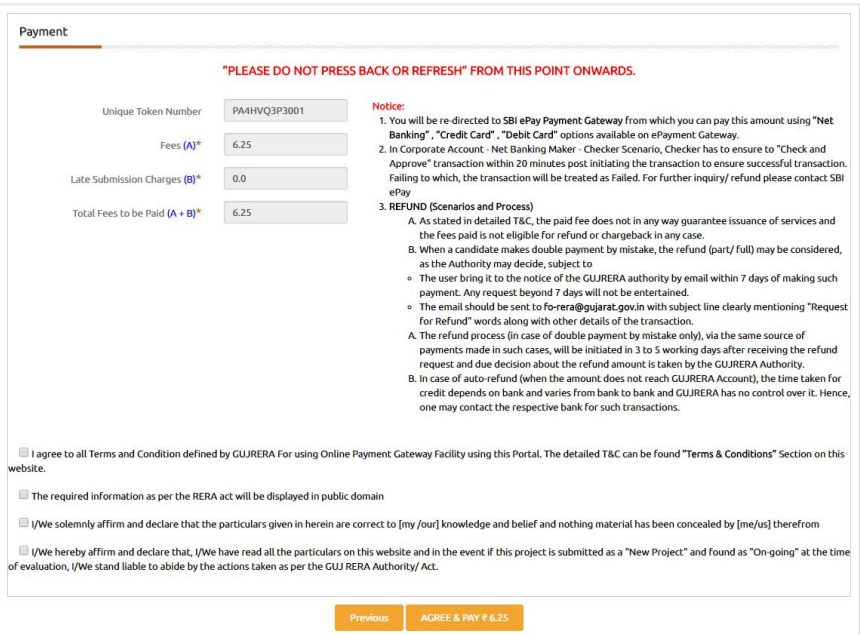 Payment
"PLEASE DO NOT PRESS BACK OR REFRESH" FROM THIS POINT ONWARDS.
Unique Token Number PA4HVQ3P3001
Fees (A)* 6.25
Late Submission Charges (B)* 0.0
Total Fees to be Paid (A + B)* 6.25
Notice:
1. You will be re-directed to SBI ePay Payment Gateway from which you can pay this amount using "Net
Banking" , "Credit Card" , "Debit Card" options available on ePayment Gateway.
2. In Corporate Account - Net Banking Maker - Checker Scenario, Checker has to ensure to "Check and
Approve" transaction within 20 minutes post initiating the transaction to ensure successful transaction.
Failing to which, the transaction will be treated as Failed. For further inquiry/ refund please contact SBI
ePay
3. REFUND (Scenarios and Process)
A. As stated in detailed T&C, the paid fee does not in any way guarantee issuance of services and
the fees paid is not eligible for refund or chargeback in any case.
B. When a candidate makes double payment by mistake, the refund (part/ full) may be considered,
as the Authority may decide, subject to
∘ The user bring it to the notice of the GUJRERA authority by email within 7 days of making such
payment. Any request beyond 7 days will not be entertained.
∘ The email should be sent to fo-rera@gujarat.gov.in with subject line clearly mentioning "Request
for Refund" words along with other details of the transaction.
A. The refund process (in case of double payment by mistake only), via the same source of
payments made in such cases, will be initiated in 3 to 5 working days after receiving the refund
request and due decision about the refund amount is taken by the GUJRERA Authority.
B. In case of auto-refund (when the amount does not reach GUJRERA Account), the time taken for
credit depends on bank and varies from bank to bank and GUJRERA has no control over it. Hence,
one may contact the respective bank for such transactions.
I agree to all Terms and Condition defined by GUJRERA For using Online Payment Gateway Facility using this Portal. The detailed T&C can be found "Terms & Conditions" Section on this
website.
The required information as per the RERA act will be displayed in public domain
I/We solemnly affirm and declare that the particulars given in herein are correct to [my /our] knowledge and belief and nothing material has been concealed by [me/us] therefrom
I/We hereby affirm and declare that, I/We have read all the particulars on this website and in the event if this project is submitted as a "New Project" and found as "On-going" at the time
of evaluation, I/We stand liable to abide by the actions taken as per the GUJ RERA Authority/ Act.
Previous AGREE & PAY ₹ 6.25